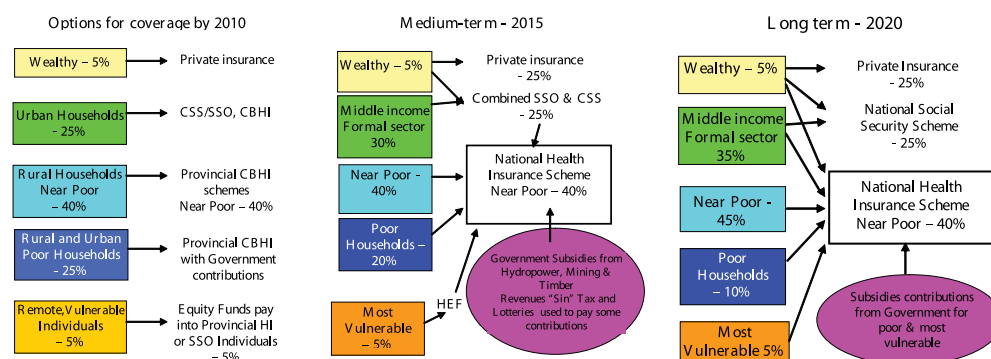 Options for coverage by 2010
Wealthy – 5%
Private insurance
Urban Households
- 25%
CSS/SSO, CBHI
Rural Households
Near Poor
- 40%
Provincial CBHI
schemes
Near Poor – 40%
Rural and Urban
Poor Households
- 25%
Provincial CBHI
with Government
contributions
Remote, Vulnerable
Individuals
– 5%
Equity Funds pay
into Provincial HI
or SSO Individuals
- 5%
Medium-term - 2015
Wealthy – 5%
Private insurance
- 25%
Middle income
Formal sector
30%
Combined SSO & CSS
- 25%
Near Poor -
40%
National Health
Insurance Scheme
Near Poor – 40%
Poor
Households –
20%
Government Subsidies from
Hydropower, Mining &
Timber
Revenues "Sin" Tax and
Lotteries used to pay some
contributions
HEF
Most
Vulnerable –
5%
Long term - 2020
Wealthy – 5%
Private Insurance
- 25%
Middle income
Formal sector
35%
National Social
Security Scheme
- 25%
Near Poor -
45%
National Health
Insurance Scheme
Near Poor – 40%
Poor
Households
– 10%
Subsidies contributions
from Government for
poor & most
vulnerable
Most
Vulnerable 5%